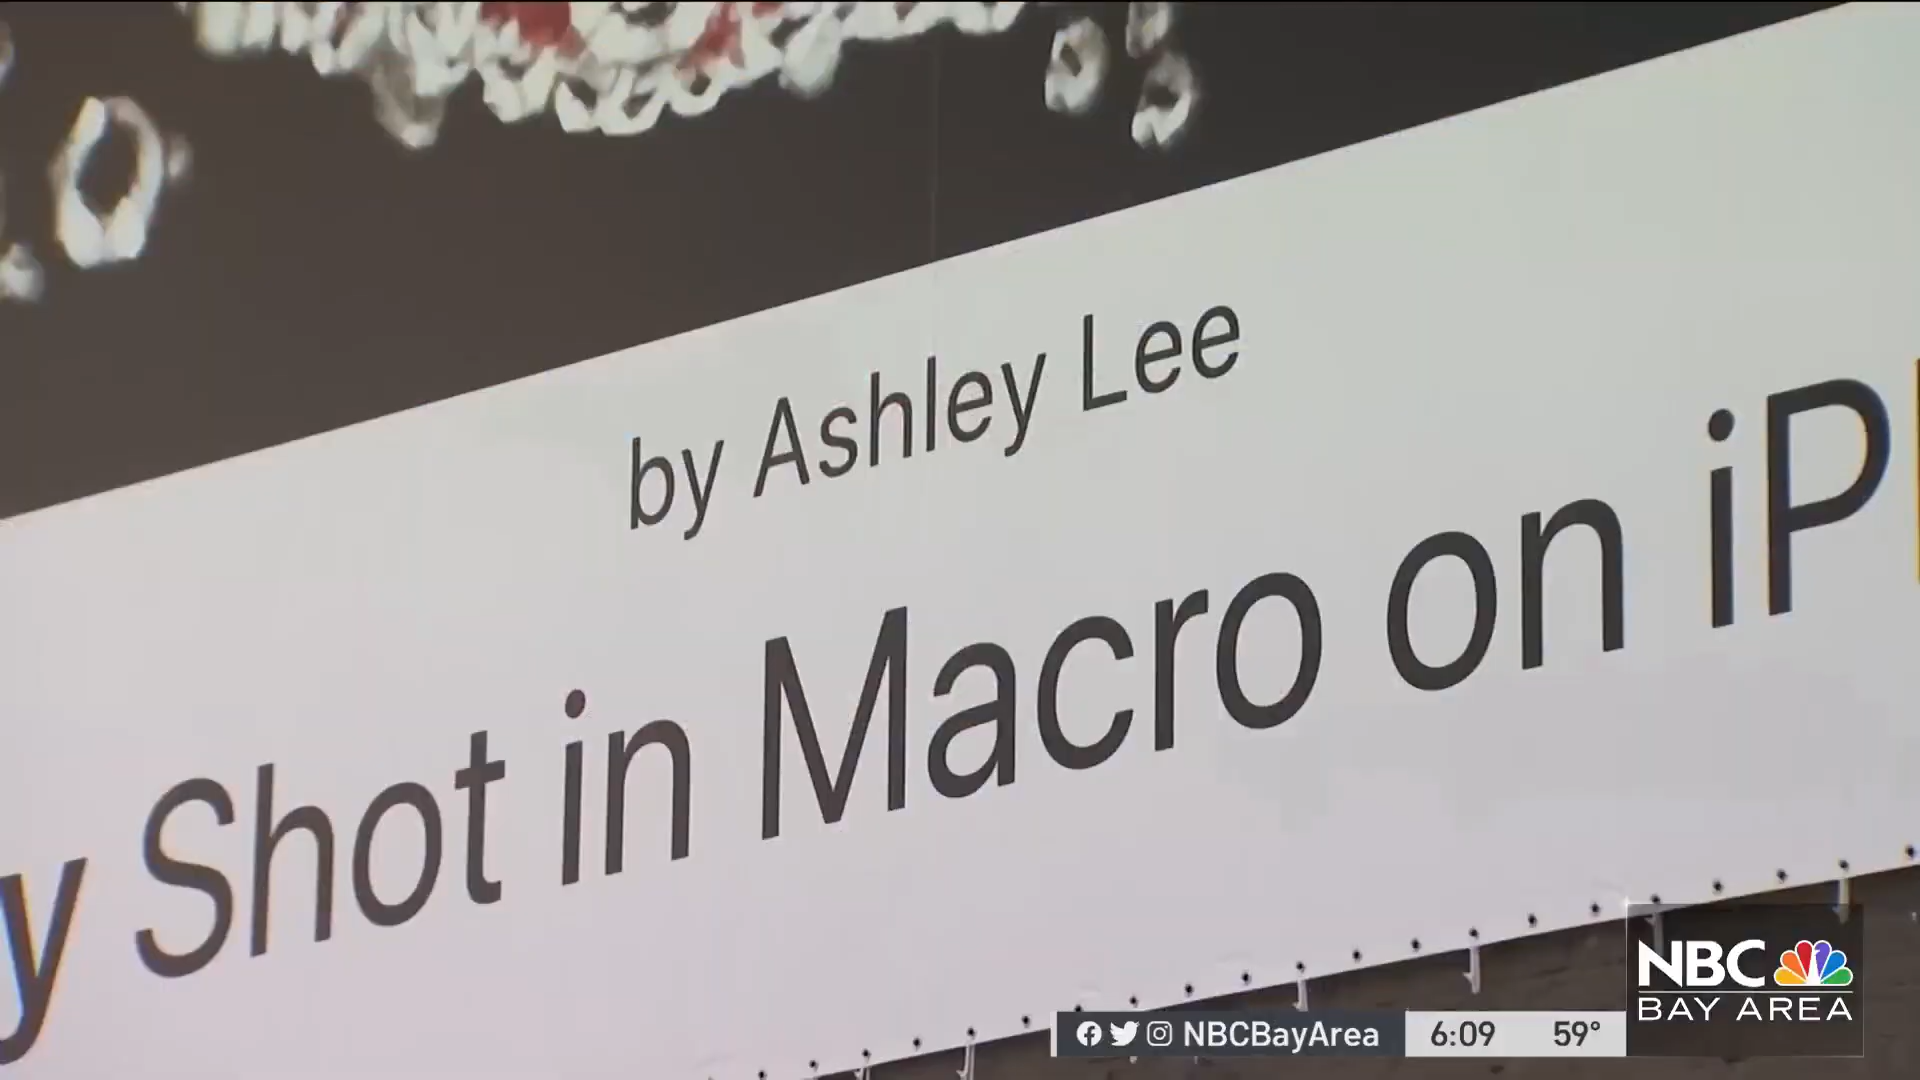 by Ashley Lee
y Shot in Macro on iP
NBC
BAY AREA
NBCBayArea 6:09 59°